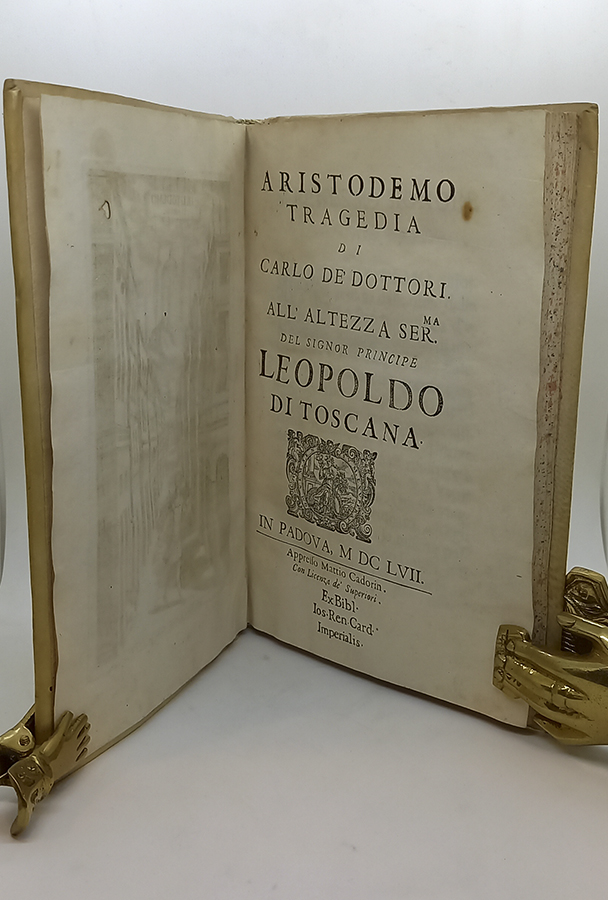 ARISTODEMO
TRAGEDIA
DI
CARLO DE' DOTTORI.
ALL' ALTEZZA SER.MA
DEL SIGNOR PRINCIPE
LEOPOLDO
DI TOSCANA.
IN PADOVA, M DC LVII.
Appresso Mattio Cadorin.
Con Licenza de' Superiori.
Ex Bibl.
Ios. Ren. Card.
Imperialis.